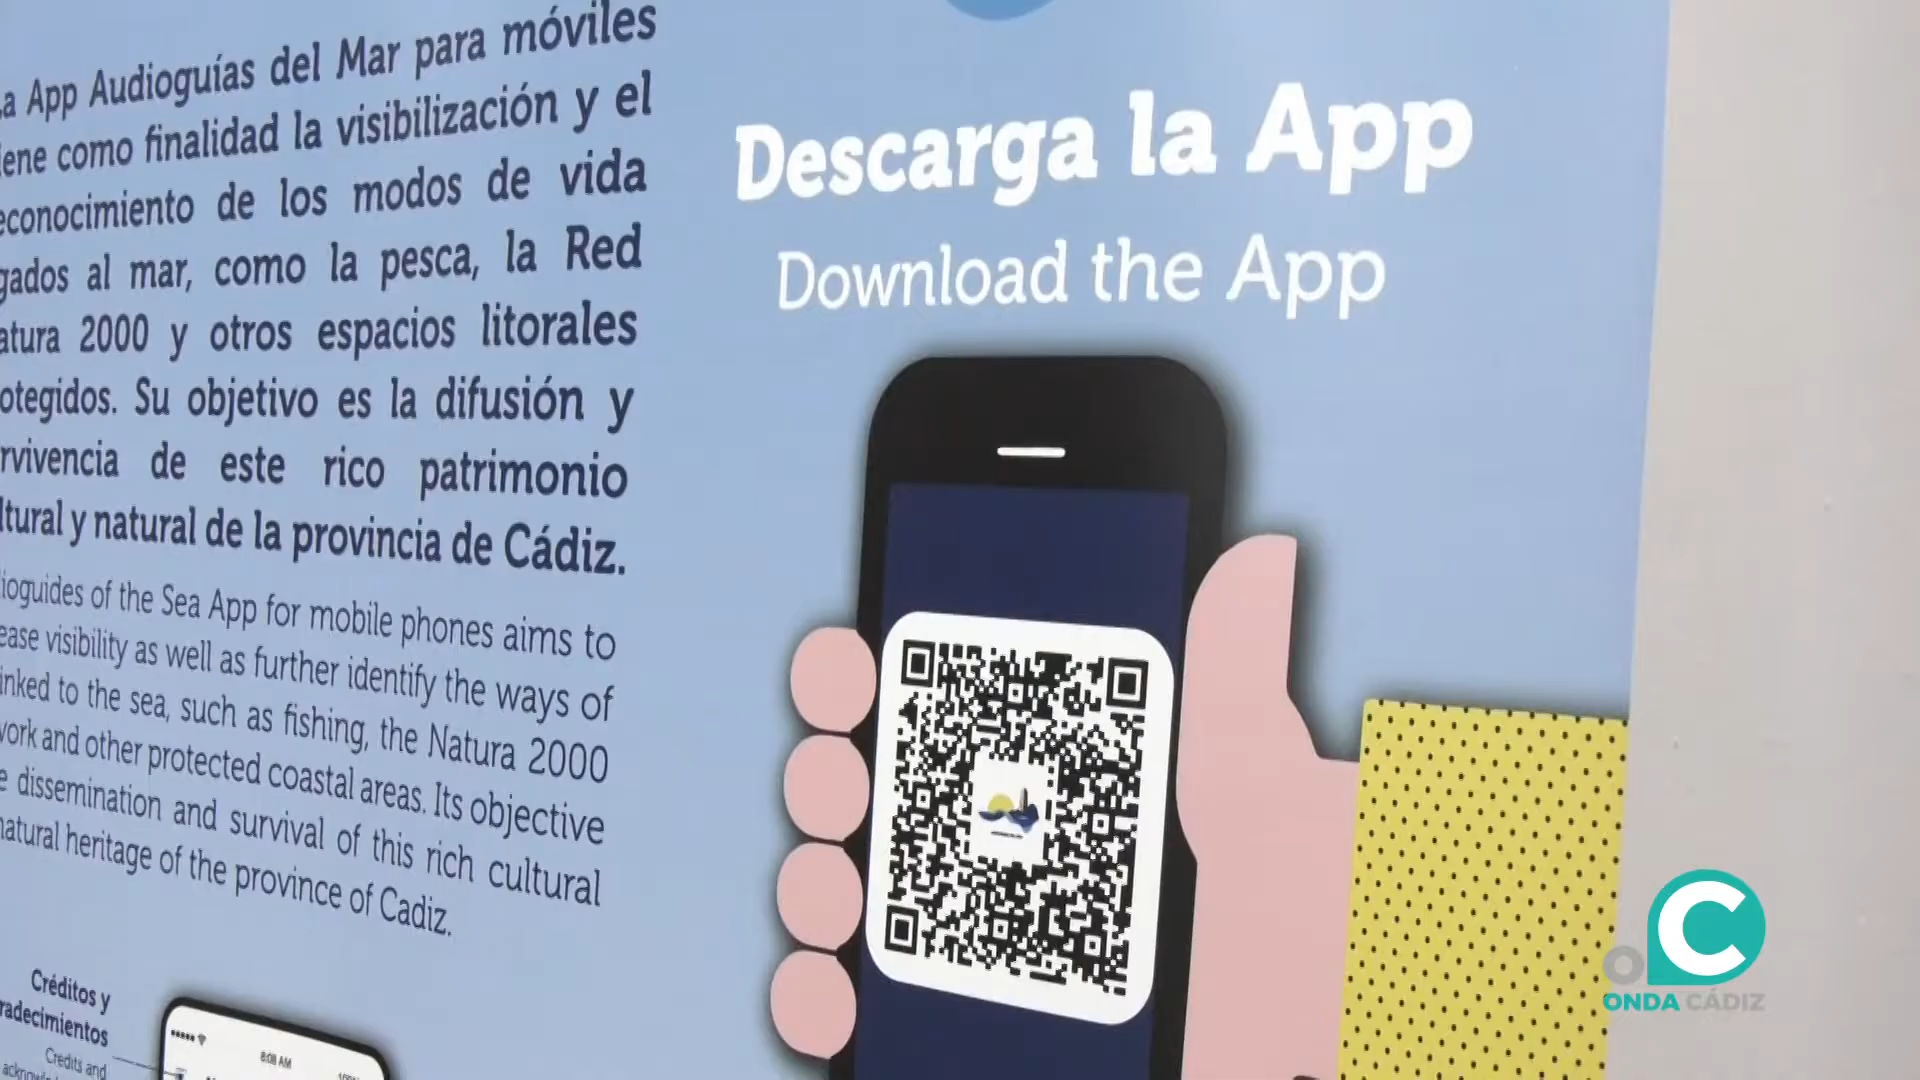 La App Audioguías del Mar para móviles
iene como finalidad la visibilización y el
econocimiento de los modos de vida
gados al mar, como la pesca, la Red
atura 2000 y otros espacios litorales
otegidos. Su objetivo es la difusión y
rvivencia de este rico patrimonio
ltural y natural de la provincia de Cádiz.
ioguides of the Sea App for mobile phones aims to
ease visibility as well as further identify the ways of
inked to the sea, such as fishing, the Natura 2000
work and other protected coastal areas. Its objective
e dissemination and survival of this rich cultural
natural heritage of the province of Cadiz.
Créditos y
radecimientos
Credits and
8:08 AM
Descarga la App
Download the App
ONDA CÁDIZ